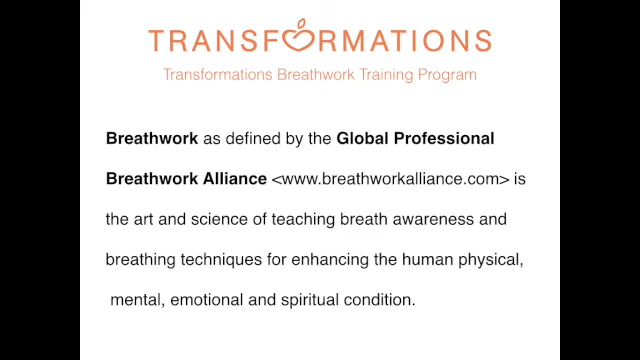 TRANSFORMATIONS
Transformations Breathwork Training Program
Breathwork as defined by the Global Professional
Breathwork Alliance <www.breathworkalliance.com> is
the art and science of teaching breath awareness and
breathing techniques for enhancing the human physical,
mental, emotional and spiritual condition.